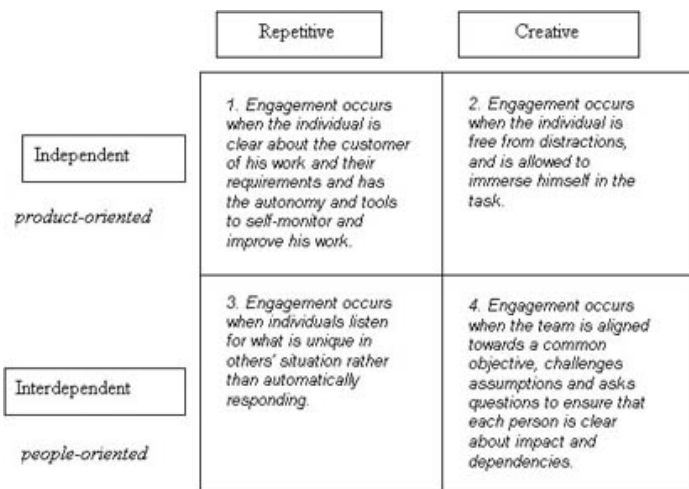 Repetitive
Creative
Independent
product-oriented
1. Engagement occurs
when the individual is
clear about the customer
of his work and their
requirements and has
the autonomy and tools
to self-monitor and
improve his work.
2. Engagement occurs
when the individual is
free from distractions,
and is allowed to
immerse himself in the
task.
Interdependent
people-oriented
3. Engagement occurs
when individuals listen
for what is unique in
others' situation rather
than automatically
responding.
4. Engagement occurs
when the team is aligned
towards a common
objective, challenges
assumptions and asks
questions to ensure that
each person is clear
about impact and
dependencies.